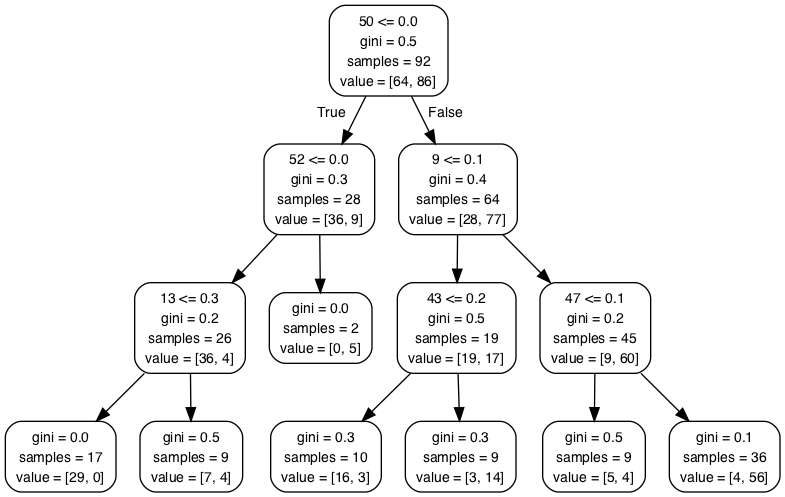 50 <= 0.0
gini = 0.5
samples = 92
value = [64, 86]
True
False
52 <= 0.0
gini = 0.3
samples = 28
value = [36, 9]
9 <= 0.1
gini = 0.4
samples = 64
value = [28, 77]
13 <= 0.3
gini = 0.2
samples = 26
value = [36, 4]
gini = 0.0
samples = 2
value = [0, 5]
43 <= 0.2
gini = 0.5
samples = 19
value = [19, 17]
47 <= 0.1
gini = 0.2
samples = 45
value = [9, 60]
gini = 0.0
samples = 17
value = [29, 0]
gini = 0.5
samples = 9
value = [7, 4]
gini = 0.3
samples = 10
value = [16, 3]
gini = 0.3
samples = 9
value = [3, 14]
gini = 0.5
samples = 9
value = [5, 4]
gini = 0.1
samples = 36
value = [4, 56]